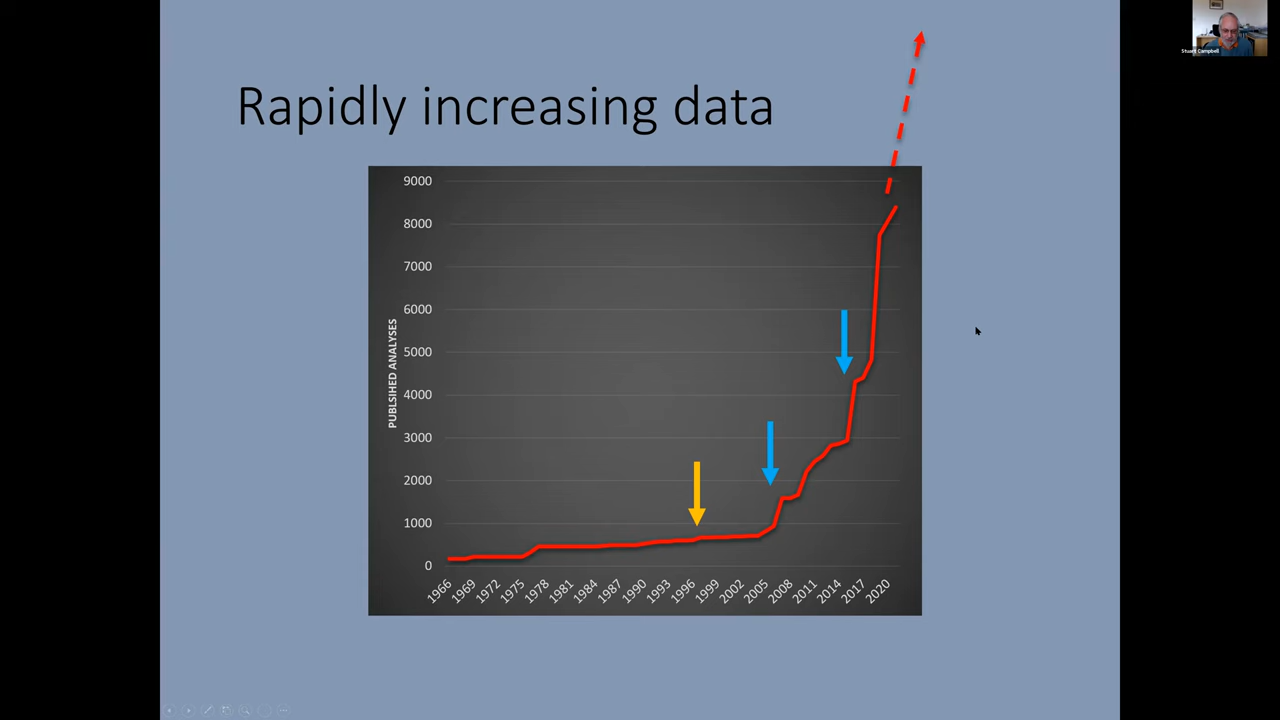 Stuart Campbell
Rapidly increasing data
9000
8000
7000
6000
5000
4000
3000
2000
1000
0
PUBLSIHED ANALYSES
1966 1969 1972 1975 1978 1981 1984 1987 1990 1993 1996 1999 2002 2005 2008 2011 2014 2017 2020